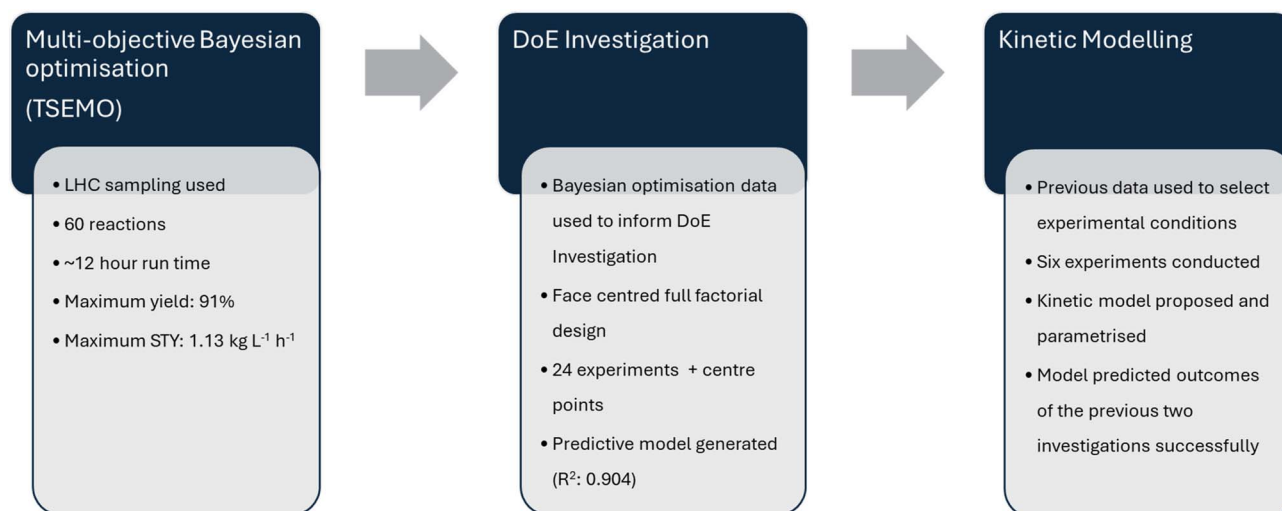 Multi-objective Bayesian
optimisation
(TSEMO)
• LHC sampling used
• 60 reactions
• ~12 hour run time
• Maximum yield: 91%
• Maximum STY: 1.13 kg L⁻¹ h⁻¹
DoE Investigation
• Bayesian optimisation data
used to inform DoE
Investigation
• Face centred full factorial
design
• 24 experiments + centre
points
• Predictive model generated
(R²: 0.904)
Kinetic Modelling
• Previous data used to select
experimental conditions
• Six experiments conducted
• Kinetic model proposed and
parametrised
• Model predicted outcomes
of the previous two
investigations successfully